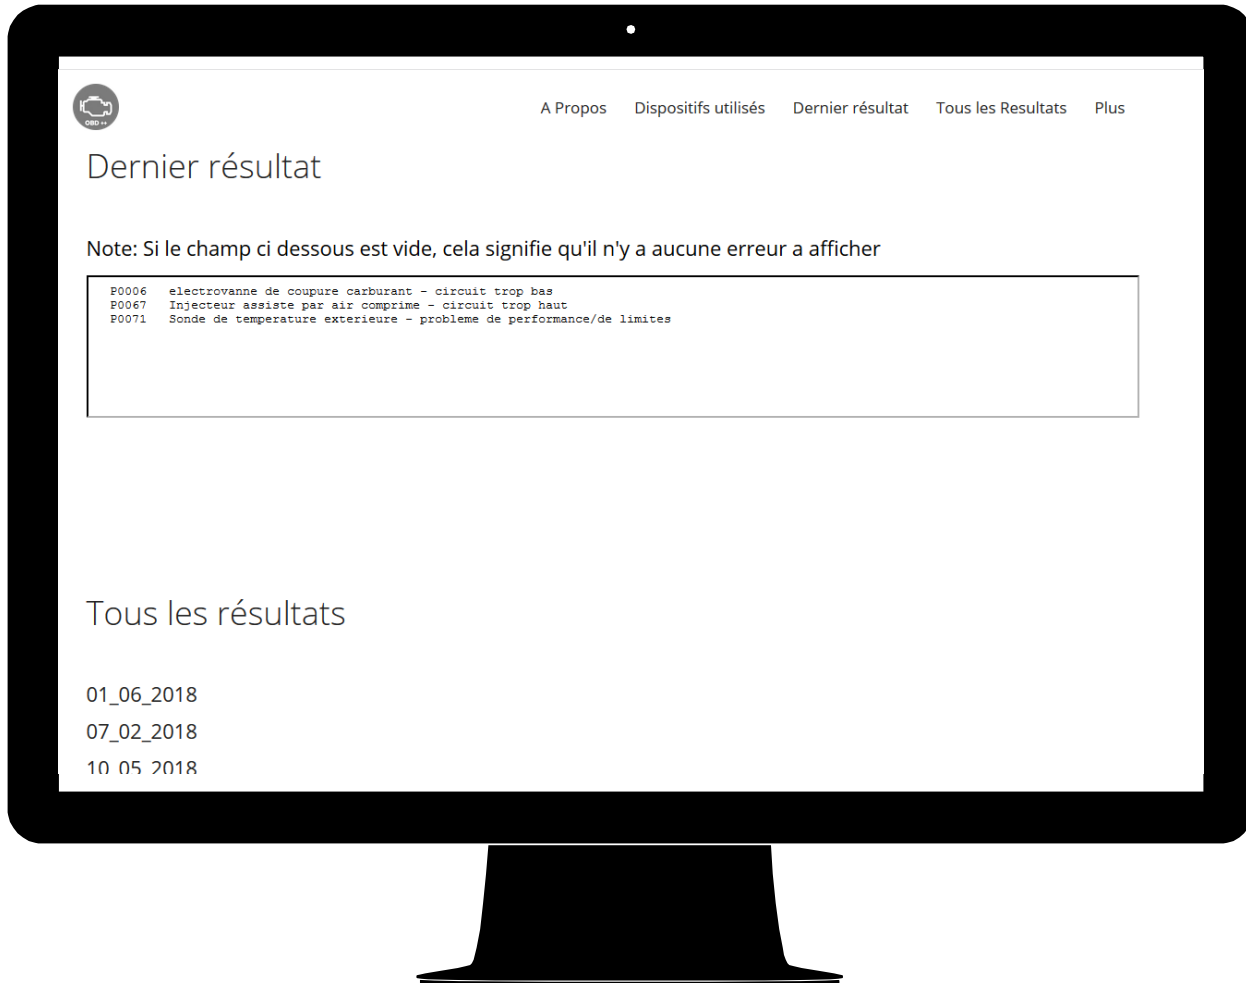 OBD ++
A Propos Dispositifs utilisés Dernier résultat Tous les Resultats Plus
Dernier résultat
Note: Si le champ ci dessous est vide, cela signifie qu'il n'y a aucune erreur a afficher
P0006 electrovanne de coupure carburant - circuit trop bas
P0067 Injecteur assiste par air comprime - circuit trop haut
P0071 Sonde de temperature exterieure - probleme de performance/de limites
Tous les résultats
01_06_2018
07_02_2018
10_05_2018